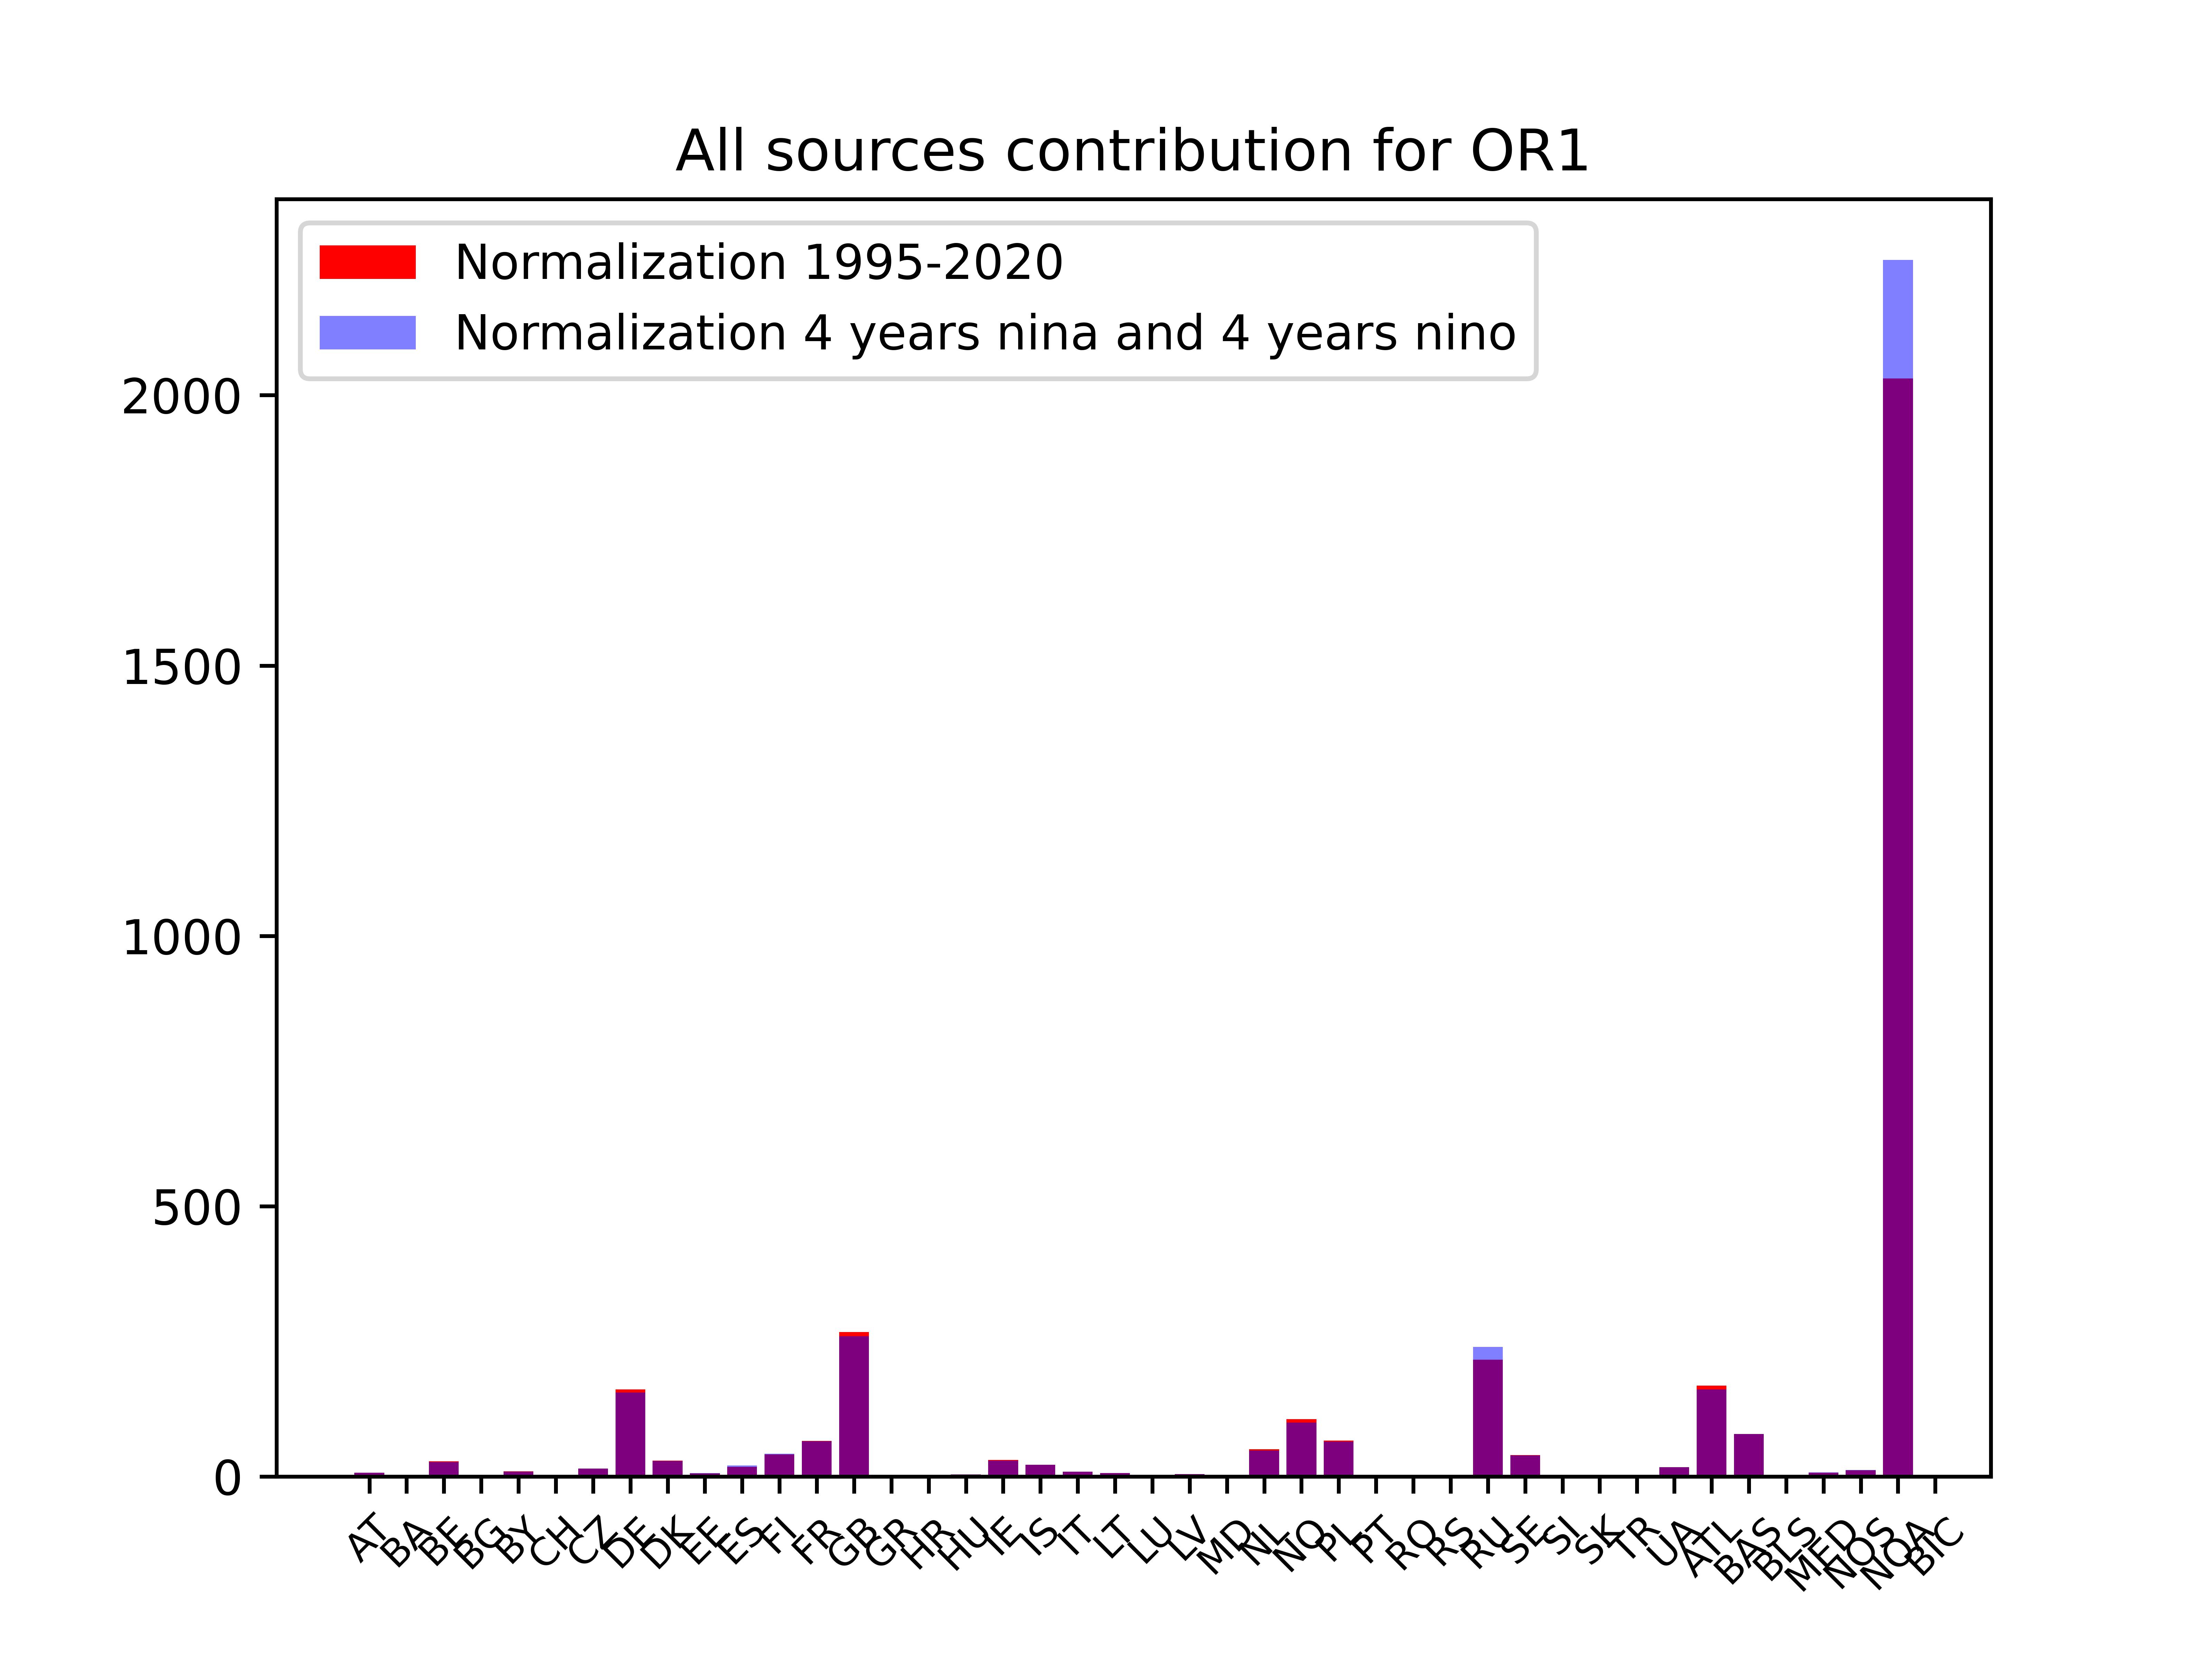 All sources contribution for OR1
Normalization 1995-2020
Normalization 4 years nina and 4 years nino
2000
1500
1000
500
0
AT
BA
BE
BG
BY
CH
CZ
DE
DK
EE
ES
FI
FR
GB
GR
HR
HU
IE
IS
IT
LT
LU
LV
MD
NL
NO
PL
PT
RO
RS
RU
SE
SI
SK
TR
UA
ATL
BAS
BLS
MED
NOS
NOA
BIC